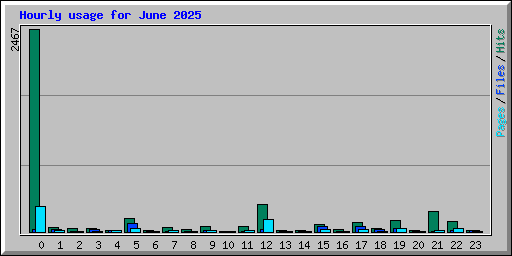 Hourly usage for June 2025
2467
Pages/Files/Hits
0 1 2 3 4 5 6 7 8 9 10 11 12 13 14 15 16 17 18 19 20 21 22 23